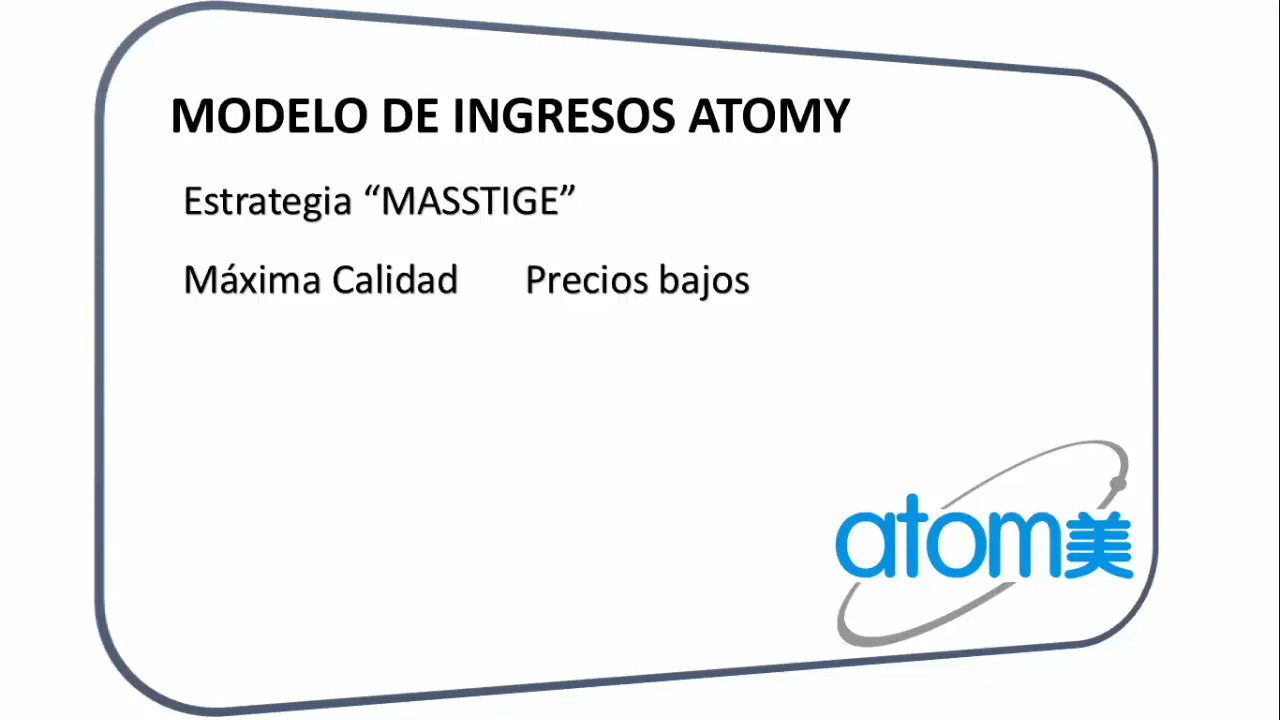 MODELO DE INGRESOS ATOMY
Estrategia “MASSTIGE”
Máxima Calidad Precios bajos
atom美